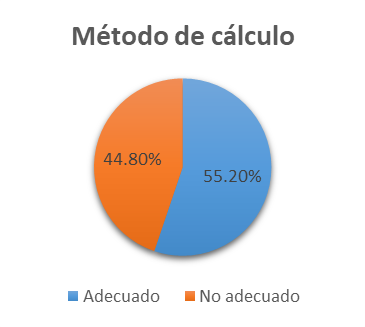 Método de cálculo
44.80%
55.20%
Adecuado No adecuado